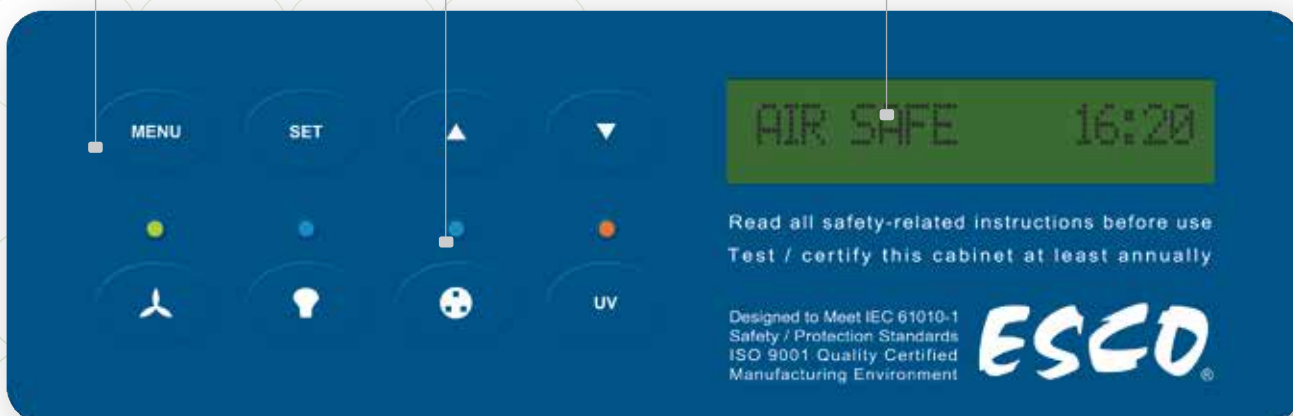 MENU SET ▲ ▼
UV
AIR SAFE 16:20
Read all safety-related instructions before use
Test / certify this cabinet at least annually
Designed to Meet IEC 61010-1
Safety / Protection Standards
ISO 9001 Quality Certified
Manufacturing Environment
ESCO®